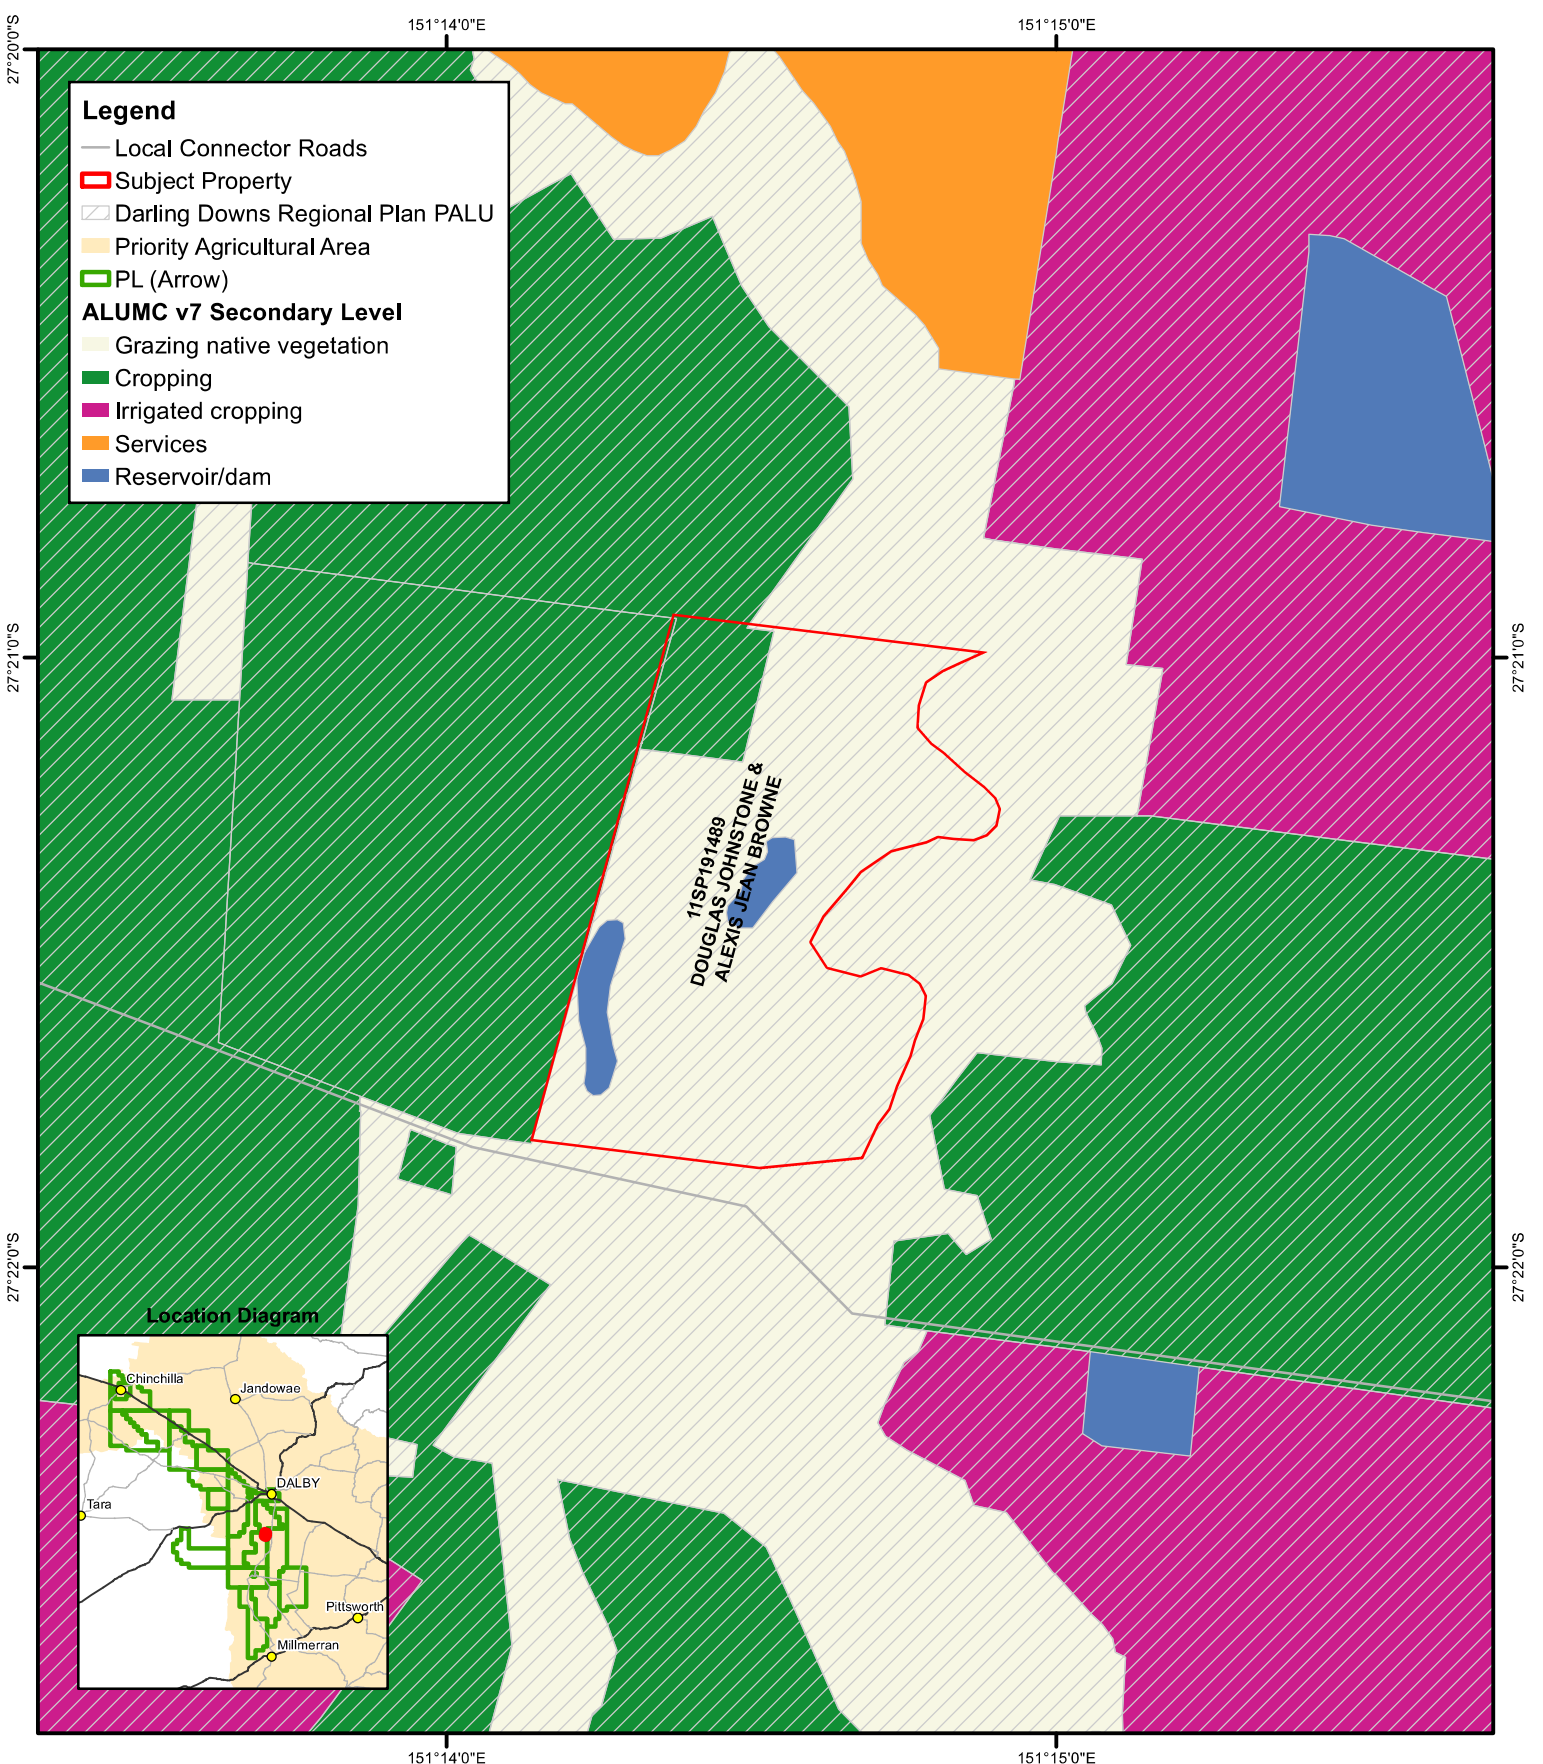 151°14'0"E
151°15'0"E
27°20'0"S
Legend
Local Connector Roads
Subject Property
Darling Downs Regional Plan PALU
Priority Agricultural Area
PL (Arrow)
ALUMC v7 Secondary Level
Grazing native vegetation
Cropping
Irrigated cropping
Services
Reservoir/dam
27°21'0"S
27°21'0"S
11SP191489
DOUGLAS JOHNSTONE &
ALEXIS JEAN BROWNE
27°22'0"S
27°22'0"S
Location Diagram
Chinchilla
Jandowae
DALBY
Tara
Pittsworth
Millmerran
151°14'0"E
151°15'0"E